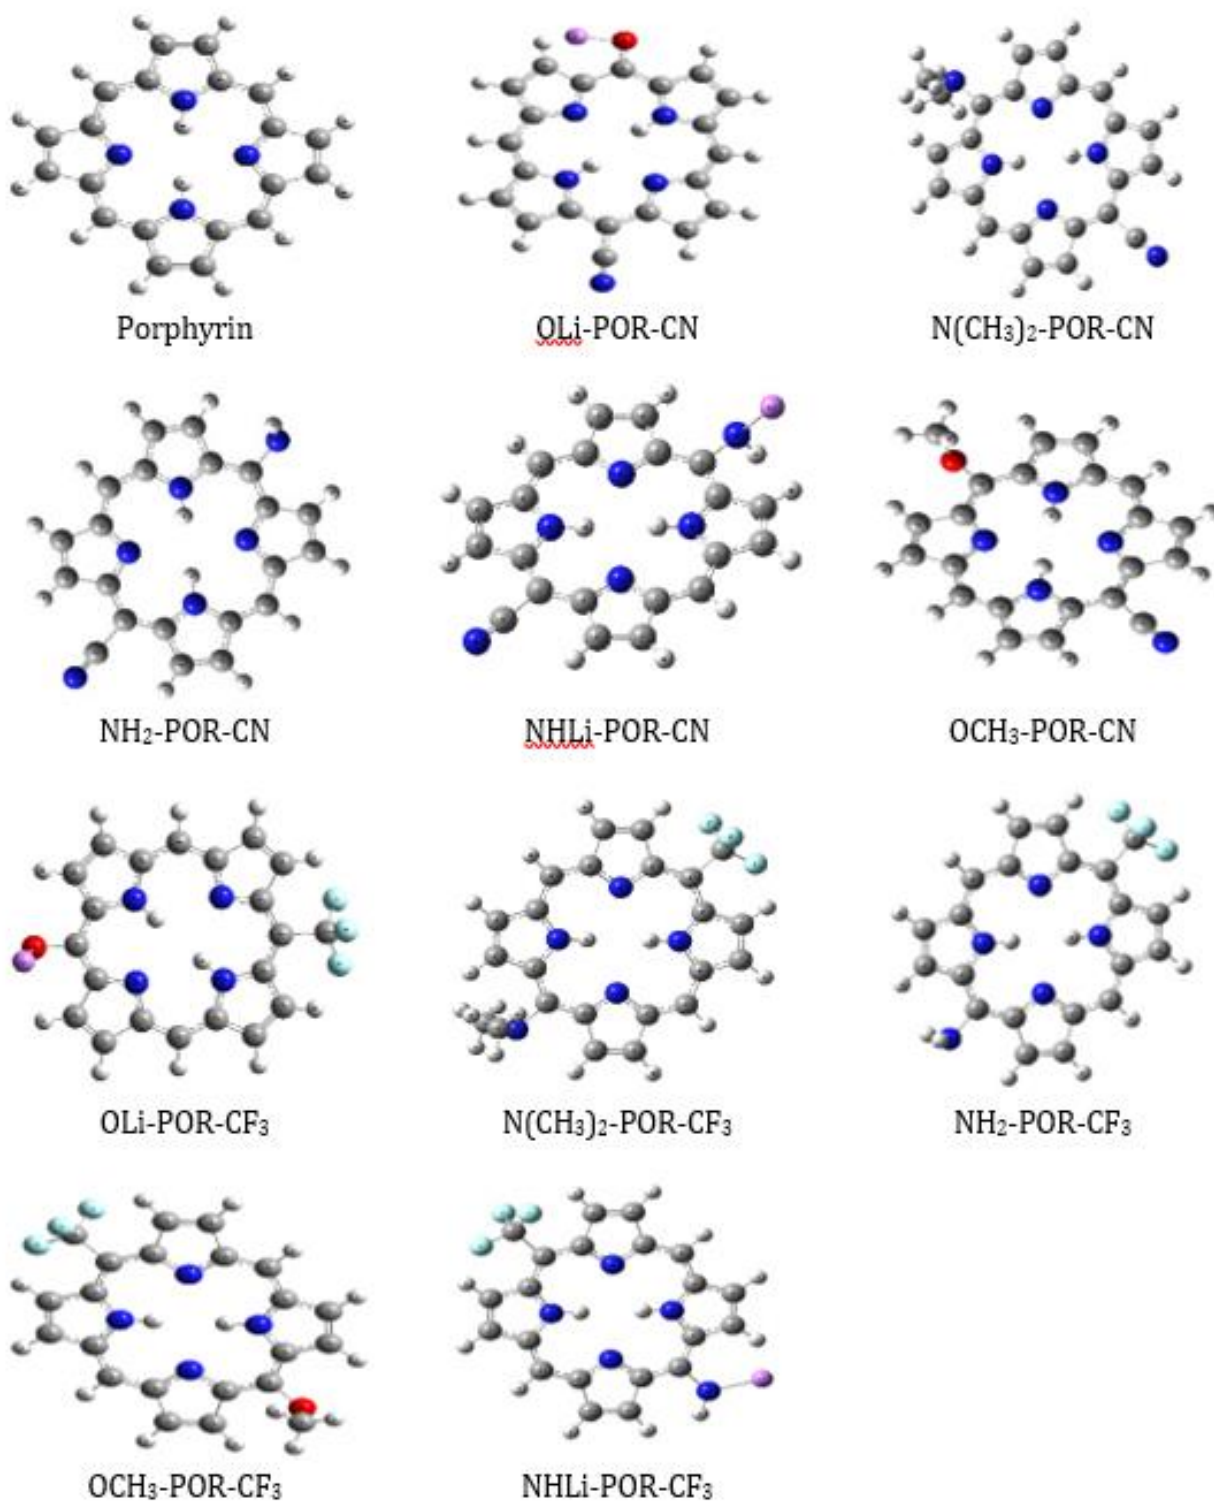 Porphyrin
OLi-POR-CN
N(CH₃)₂-POR-CN
NH₂-POR-CN
NHLi-POR-CN
OCH₃-POR-CN
OLi-POR-CF₃
N(CH₃)₂-POR-CF₃
NH₂-POR-CF₃
OCH₃-POR-CF₃
NHLi-POR-CF₃